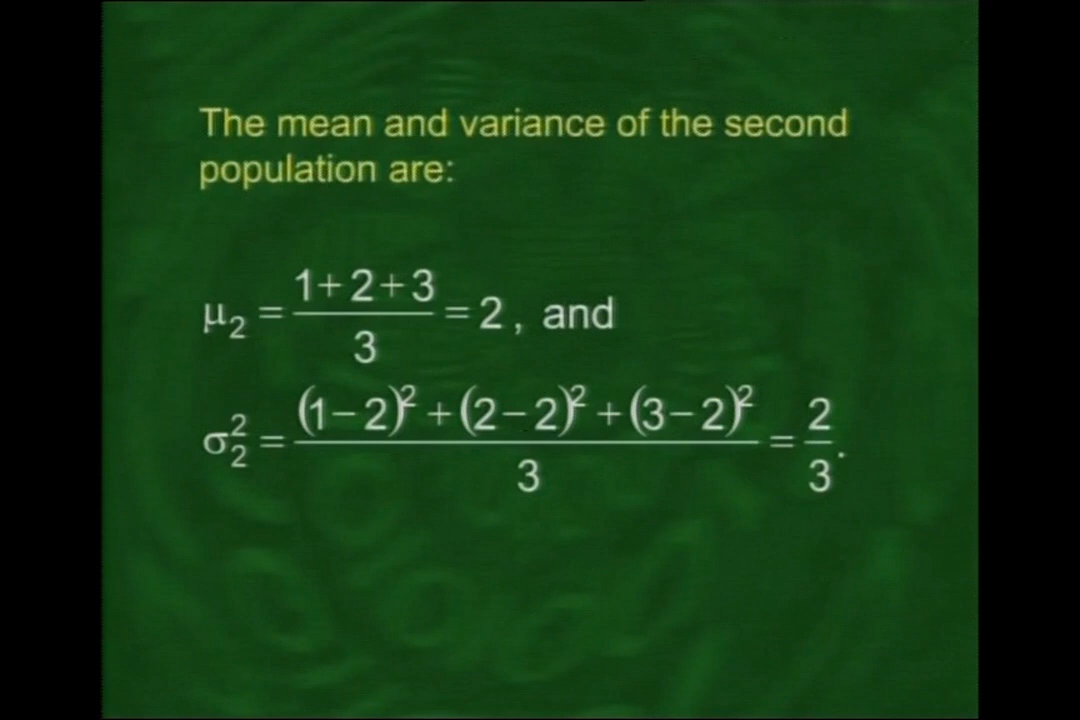 The mean and variance of the second
population are:
μ₂ = (1+2+3)/3 = 2 , and
σ₂² = ((1−2)² + (2−2)² + (3−2)²)/3 = 2/3.